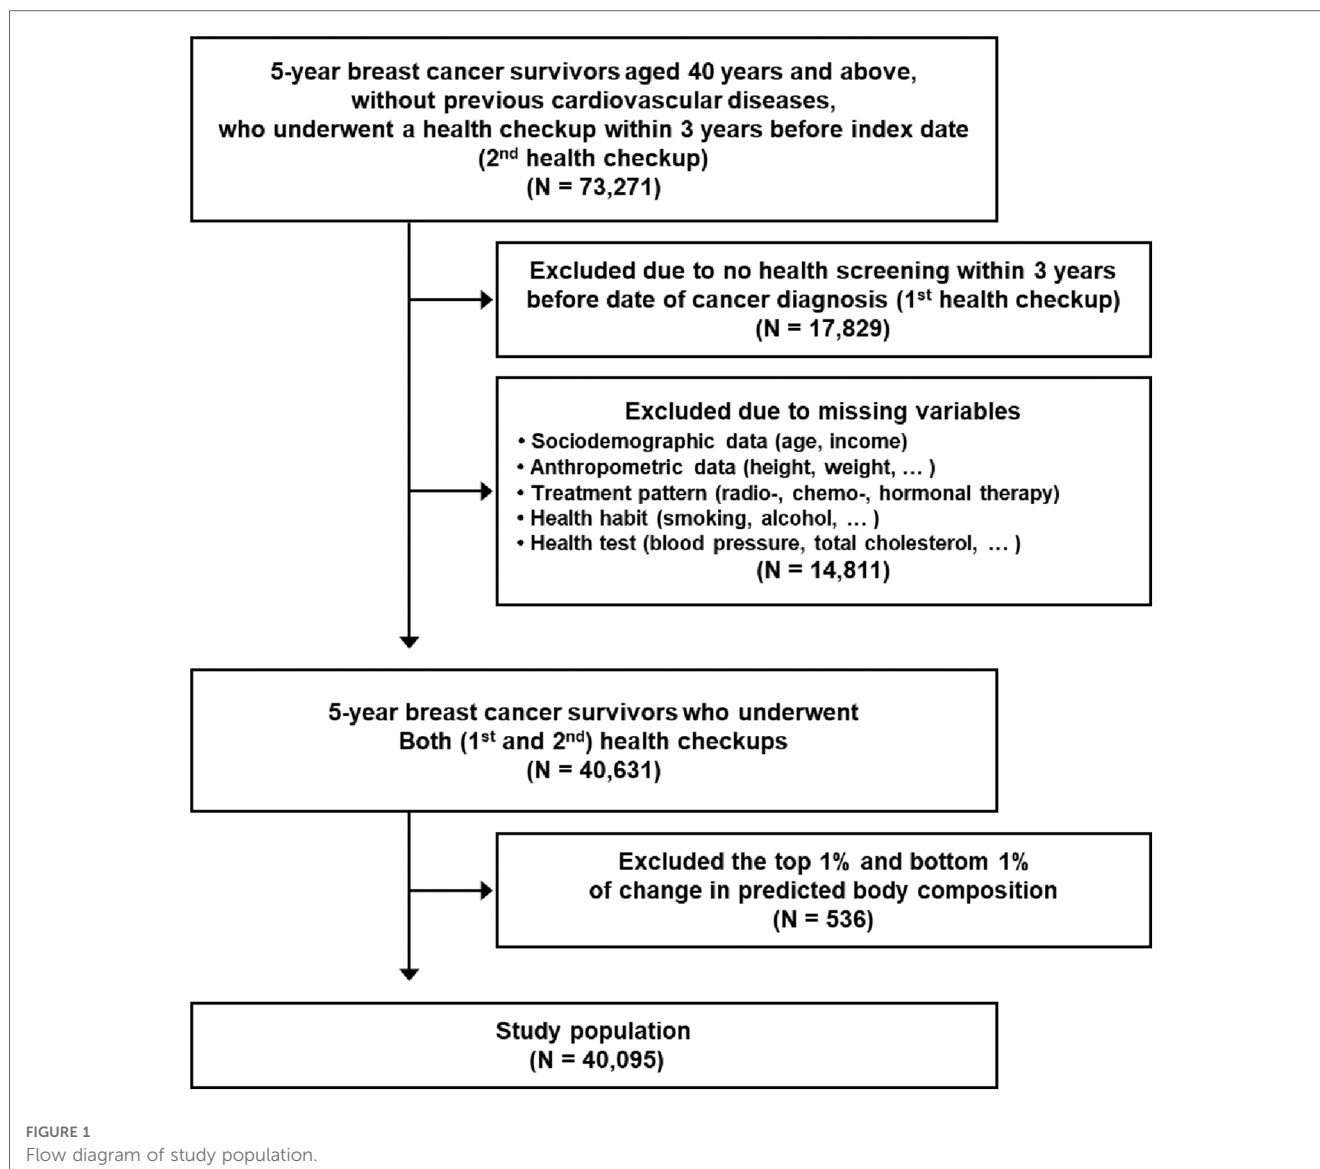 5-year breast cancer survivors aged 40 years and above,
without previous cardiovascular diseases,
who underwent a health checkup within 3 years before index date
(2nd health checkup)
(N = 73,271)
Excluded due to no health screening within 3 years
before date of cancer diagnosis (1st health checkup)
(N = 17,829)
Excluded due to missing variables
• Sociodemographic data (age, income)
• Anthropometric data (height, weight, … )
• Treatment pattern (radio-, chemo-, hormonal therapy)
• Health habit (smoking, alcohol, … )
• Health test (blood pressure, total cholesterol, … )
(N = 14,811)
5-year breast cancer survivors who underwent
Both (1st and 2nd) health checkups
(N = 40,631)
Excluded the top 1% and bottom 1%
of change in predicted body composition
(N = 536)
Study population
(N = 40,095)
FIGURE 1
Flow diagram of study population.